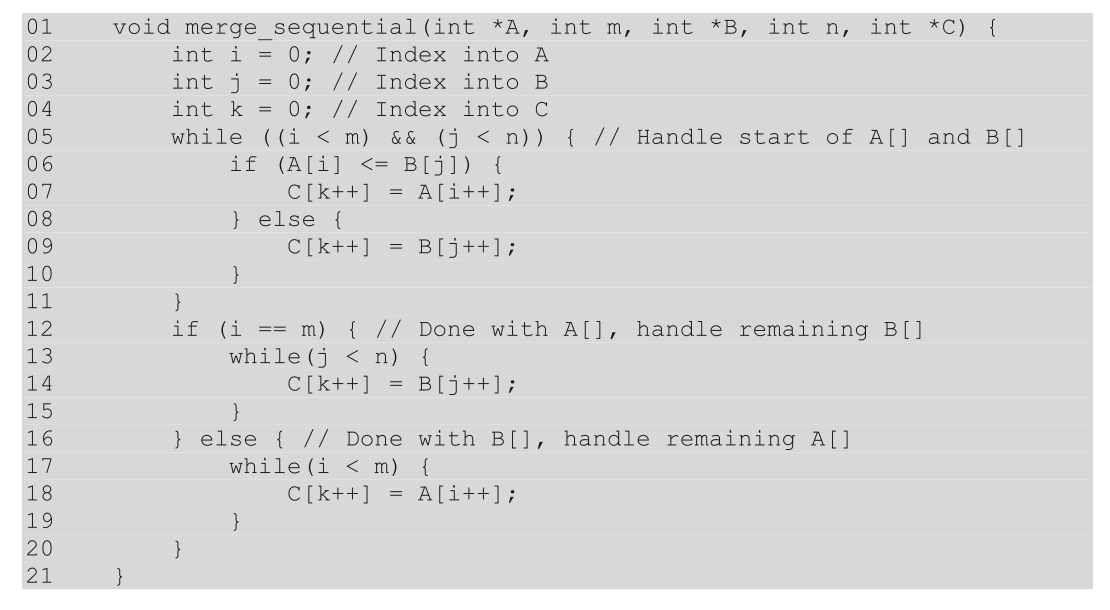 01 void merge_sequential(int *A, int m, int *B, int n, int *C) {
02 int i = 0; // Index into A
03 int j = 0; // Index into B
04 int k = 0; // Index into C
05 while ((i < m) && (j < n)) { // Handle start of A[] and B[]
06 if (A[i] <= B[j]) {
07 C[k++] = A[i++];
08 } else {
09 C[k++] = B[j++];
10 }
11 }
12 if (i == m) { // Done with A[], handle remaining B[]
13 while(j < n) {
14 C[k++] = B[j++];
15 }
16 } else { // Done with B[], handle remaining A[]
17 while(i < m) {
18 C[k++] = A[i++];
19 }
20 }
21 }